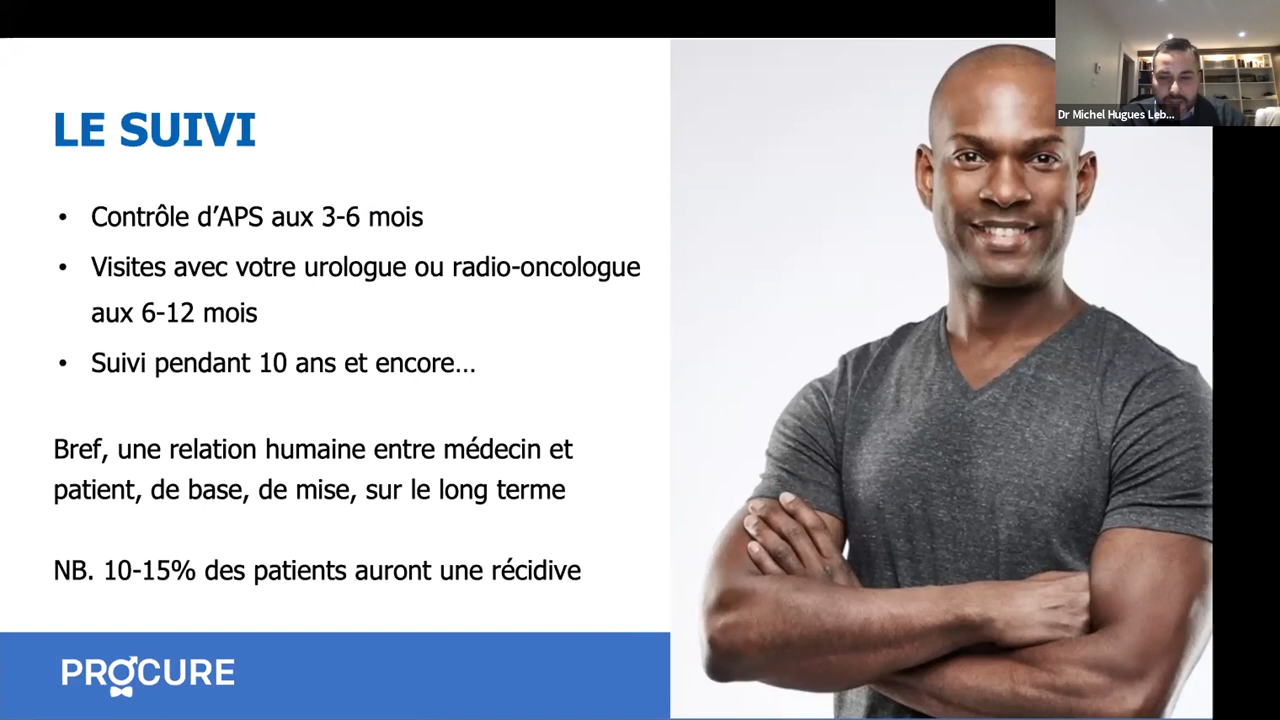 Dr Michel Hugues Leb...
LE SUIVI
• Contrôle d’APS aux 3-6 mois
• Visites avec votre urologue ou radio-oncologue
aux 6-12 mois
• Suivi pendant 10 ans et encore...
Bref, une relation humaine entre médecin et
patient, de base, de mise, sur le long terme
NB. 10-15% des patients auront une récidive
PROCURE